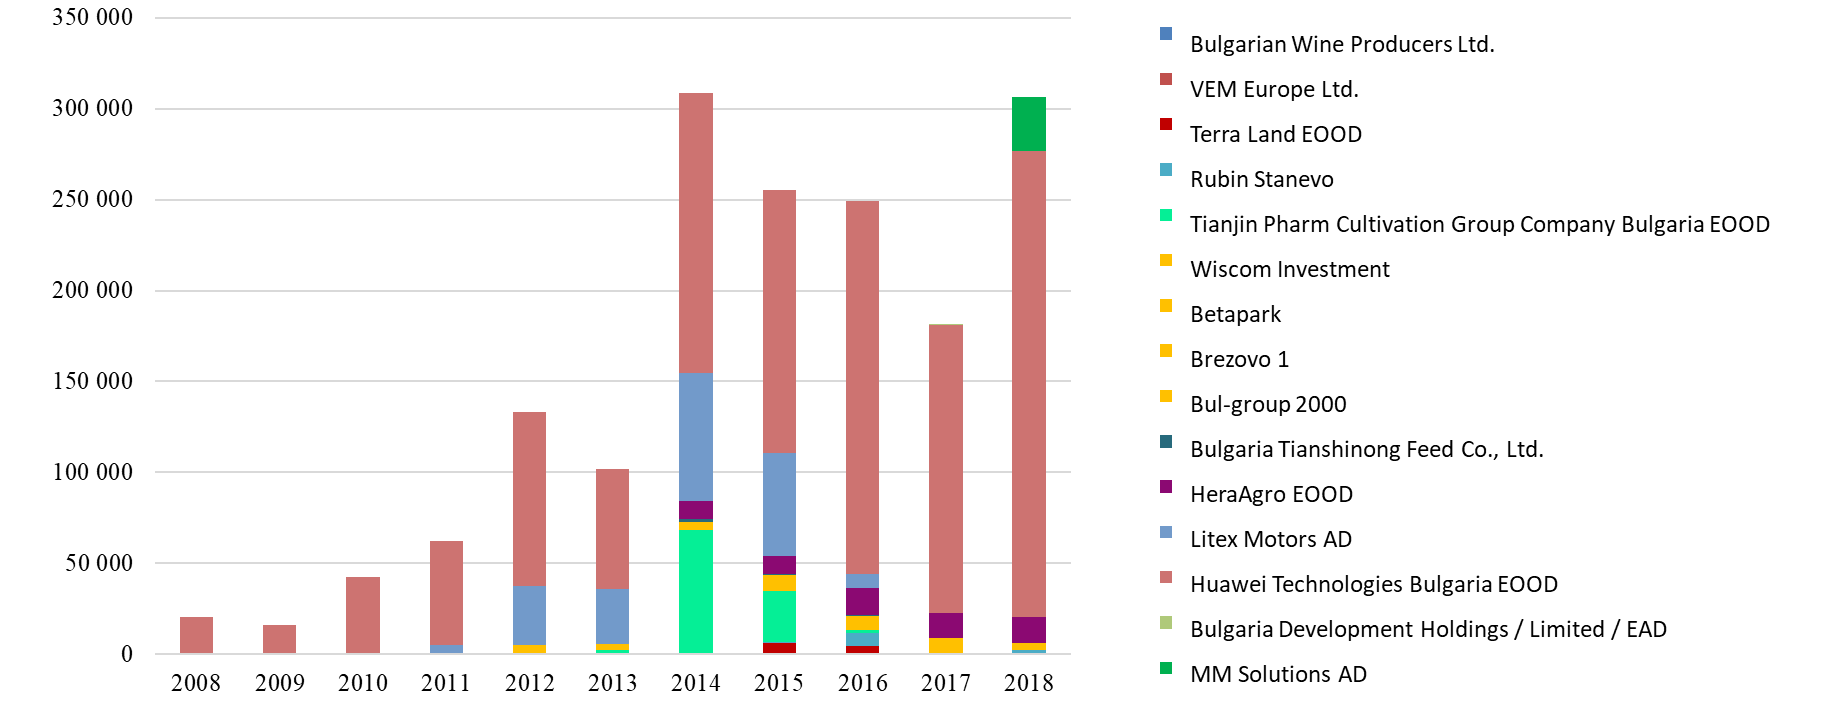 350 000
300 000
250 000
200 000
150 000
100 000
50 000
0
2008 2009 2010 2011 2012 2013 2014 2015 2016 2017 2018
Bulgarian Wine Producers Ltd.
VEM Europe Ltd.
Terra Land EOOD
Rubin Stanevo
Tianjin Pharm Cultivation Group Company Bulgaria EOOD
Wiscom Investment
Betapark
Brezovo 1
Bul-group 2000
Bulgaria Tianshinong Feed Co., Ltd.
HeraAgro EOOD
Litex Motors AD
Huawei Technologies Bulgaria EOOD
Bulgaria Development Holdings / Limited / EAD
MM Solutions AD